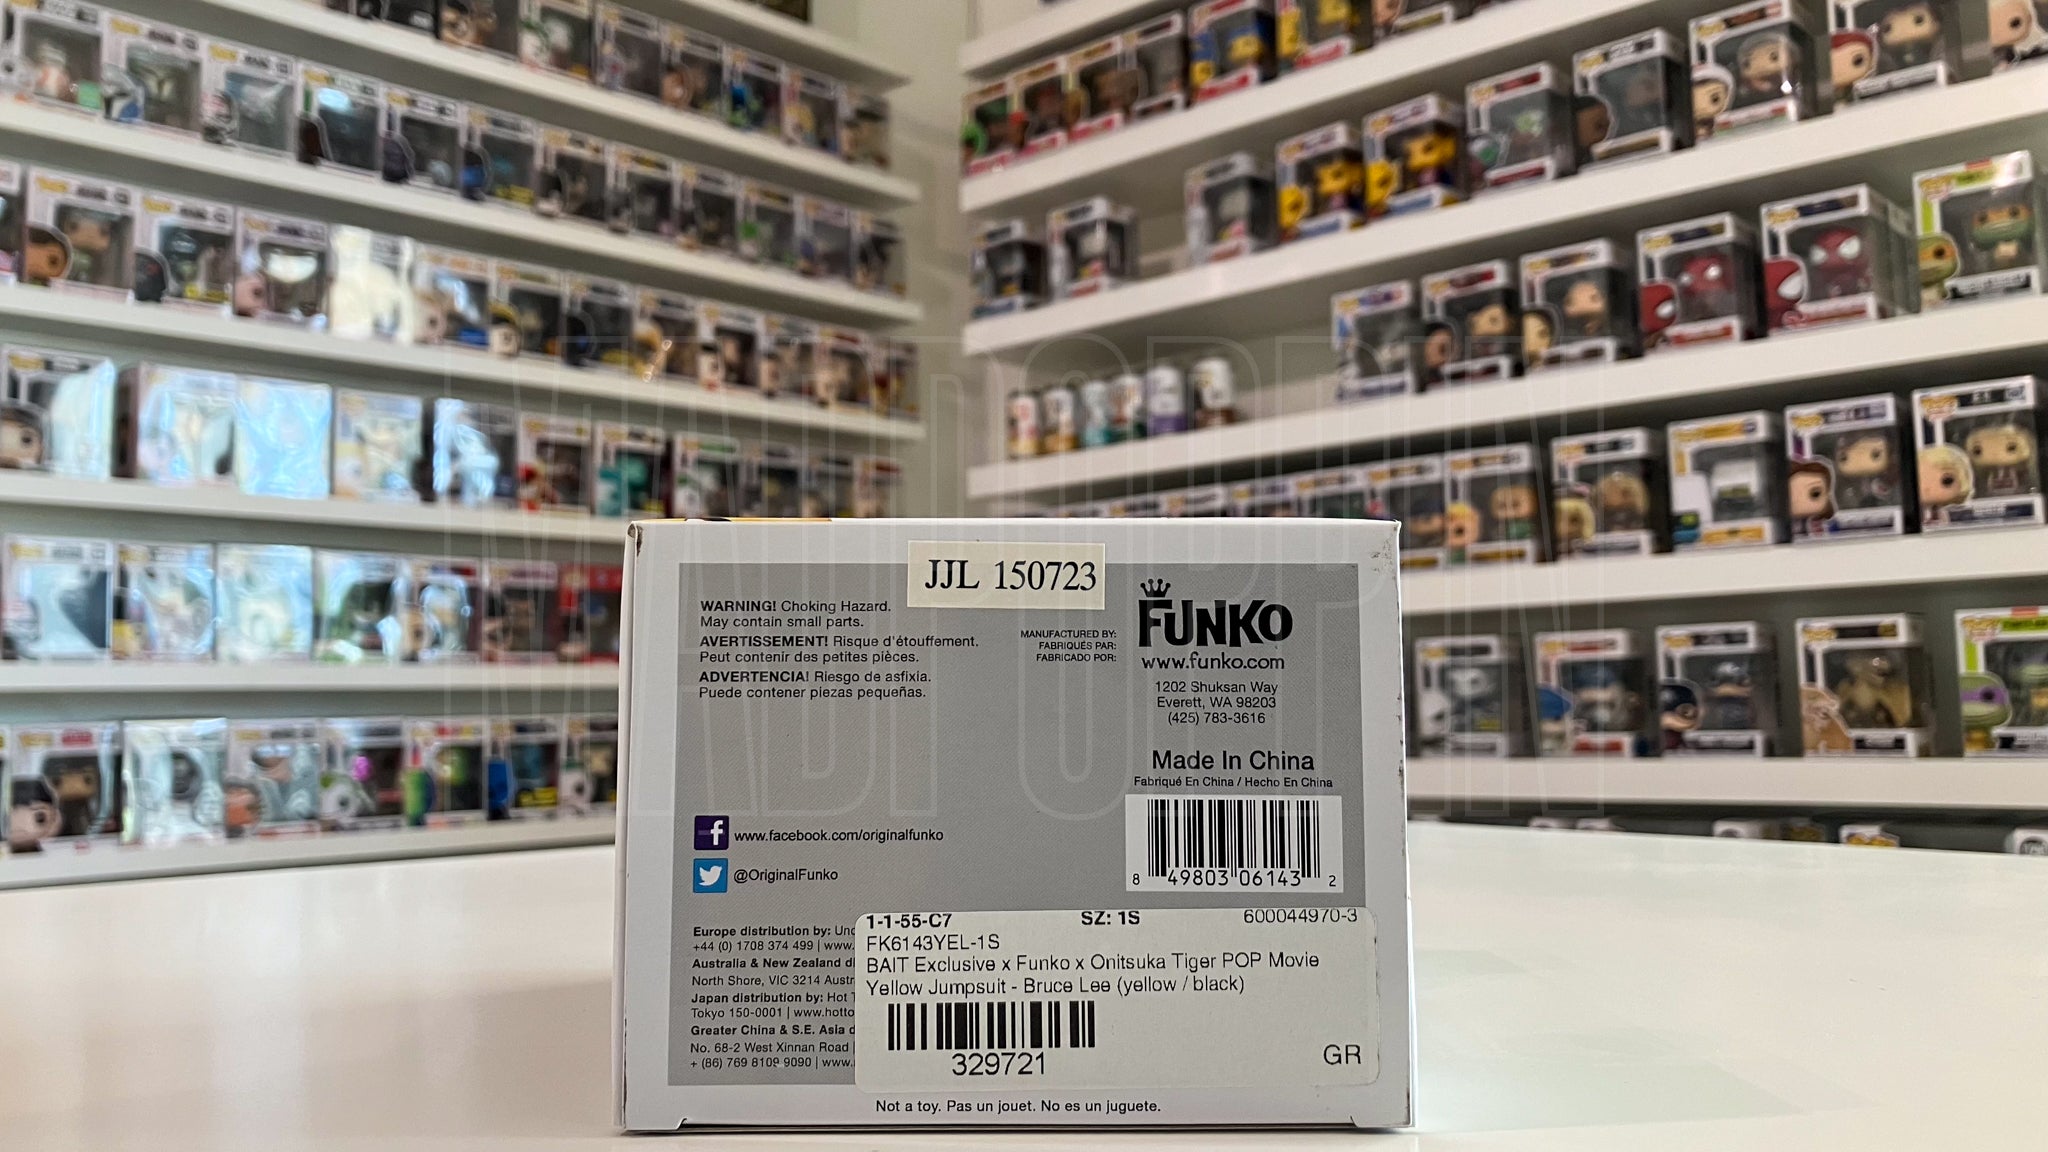 JJL 150723
WARNING! Choking Hazard.
May contain small parts.
AVERTISSEMENT! Risque d'étouffement.
Peut contenir des petites pièces.
ADVERTENCIA! Riesgo de asfixia.
Puede contener piezas pequeñas.
MANUFACTURED BY:
FABRIQUÉS PAR:
FABRICADO POR:
FUNKO
www.funko.com
1202 Shuksan Way
Everett, WA 98203
(425) 783-3616
Made In China
Fabriqué En China / Hecho En China
8 49803 06143 2
www.facebook.com/originalfunko
@OriginalFunko
Europe distribution by:
+44 (0) 1708 374 499 | www.
Australia & New Zealand
North Shore, VIC 3214
Japan distribution by: Hot
Tokyo 150-0001 |
Greater China & S.E. Asia
No. 68-2 West Xinnan Road
+ (86) 769 8109 9090 | www.
1-1-55-C7 SZ: 1S 600044970-3
FK6143YEL-1S
BAIT Exclusive x Funko x Onitsuka Tiger POP Movie
Yellow Jumpsuit - Bruce Lee (yellow / black)
329721
GR
Not a toy. Pas un jouet. No es un juguete.
MADPOPPIN